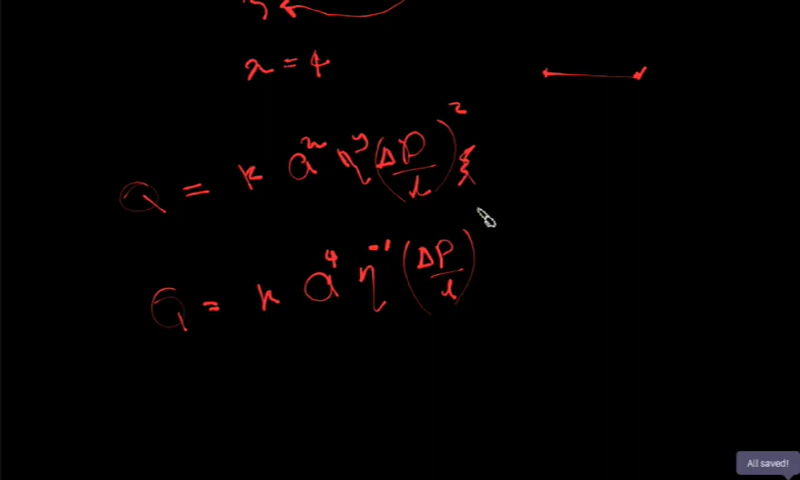 x = 4
Q = k a^x η^y (ΔP/l)^z
Q = k a^4 η^-1 (ΔP/l)
All saved!